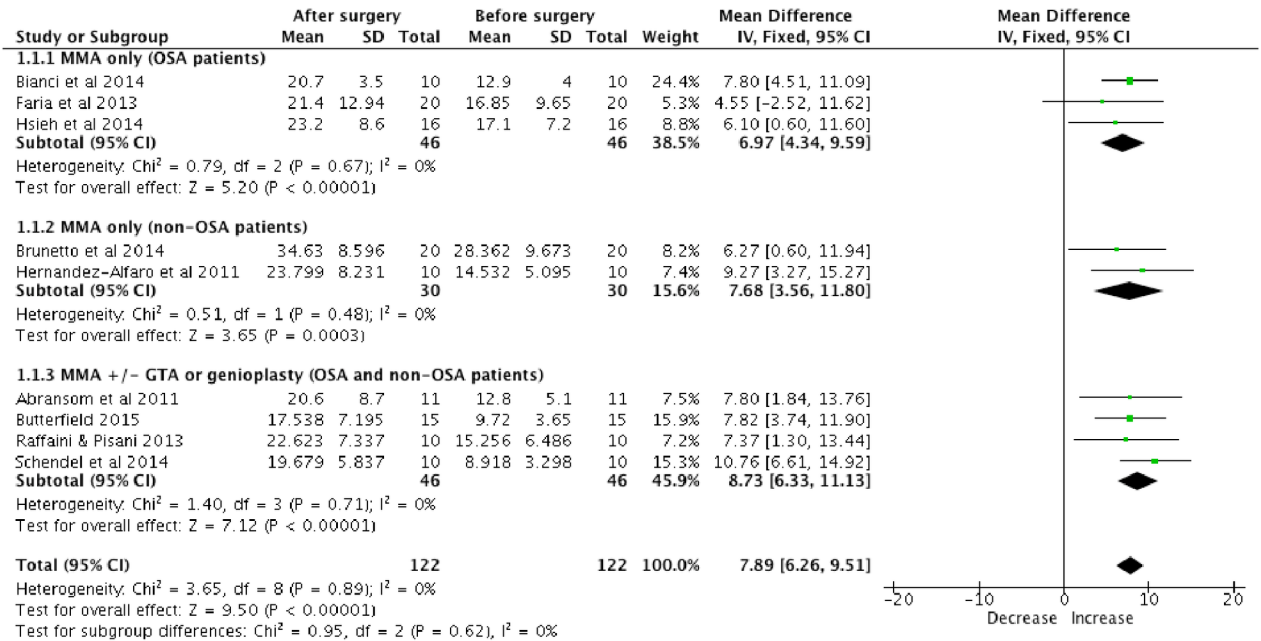 After surgery Before surgery Mean Difference Mean Difference
Study or Subgroup Mean SD Total Mean SD Total Weight IV, Fixed, 95% CI IV, Fixed, 95% CI
1.1.1 MMA only (OSA patients)
Bianci et al 2014 20.7 3.5 10 12.9 4 10 24.4% 7.80 [4.51, 11.09]
Faria et al 2013 21.4 12.94 20 16.85 9.65 20 5.3% 4.55 [-2.52, 11.62]
Hsieh et al 2014 23.2 8.6 16 17.1 7.2 16 8.8% 6.10 [0.60, 11.60]
Subtotal (95% CI) 46 46 38.5% 6.97 [4.34, 9.59]
Heterogeneity: Chi² = 0.79, df = 2 (P = 0.67); I² = 0%
Test for overall effect: Z = 5.20 (P < 0.00001)
1.1.2 MMA only (non-OSA patients)
Brunetto et al 2014 34.63 8.596 20 28.362 9.673 20 8.2% 6.27 [0.60, 11.94]
Hernandez-Alfaro et al 2011 23.799 8.231 10 14.532 5.095 10 7.4% 9.27 [3.27, 15.27]
Subtotal (95% CI) 30 30 15.6% 7.68 [3.56, 11.80]
Heterogeneity: Chi² = 0.51, df = 1 (P = 0.48); I² = 0%
Test for overall effect: Z = 3.65 (P = 0.0003)
1.1.3 MMA +/- GTA or genioplasty (OSA and non-OSA patients)
Abransom et al 2011 20.6 8.7 11 12.8 5.1 11 7.5% 7.80 [1.84, 13.76]
Butterfield 2015 17.538 7.195 15 9.72 3.65 15 15.9% 7.82 [3.74, 11.90]
Raffaini & Pisani 2013 22.623 7.337 10 15.256 6.486 10 7.2% 7.37 [1.30, 13.44]
Schendel et al 2014 19.679 5.837 10 8.918 3.298 10 15.3% 10.76 [6.61, 14.92]
Subtotal (95% CI) 46 46 45.9% 8.73 [6.33, 11.13]
Heterogeneity: Chi² = 1.40, df = 3 (P = 0.71); I² = 0%
Test for overall effect: Z = 7.12 (P < 0.00001)
Total (95% CI) 122 122 100.0% 7.89 [6.26, 9.51]
Heterogeneity: Chi² = 3.65, df = 8 (P = 0.89); I² = 0%
Test for overall effect: Z = 9.50 (P < 0.00001)
Test for subgroup differences: Chi² = 0.95, df = 2 (P = 0.62), I² = 0%
-20 -10 0 10 20
Decrease Increase